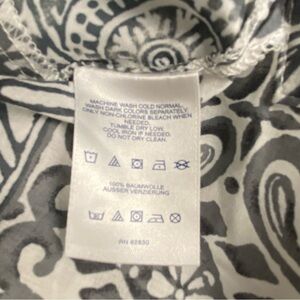 MACHINE WASH COLD NORMAL.
WASH DARK COLORS SEPARATELY.
ONLY NON-CHLORINE BLEACH WHEN
NEEDED.
TUMBLE DRY LOW.
COOL IRON IF NEEDED.
DO NOT DRY CLEAN.
100% BAUMWOLLE
AUSSER VERZIERUNG
RN 62830